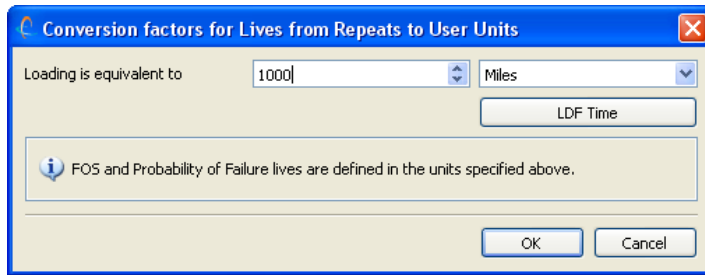 Conversion factors for Lives from Repeats to User Units
Loading is equivalent to 1000 Miles
LDF Time
FOS and Probability of Failure lives are defined in the units specified above.
OK Cancel